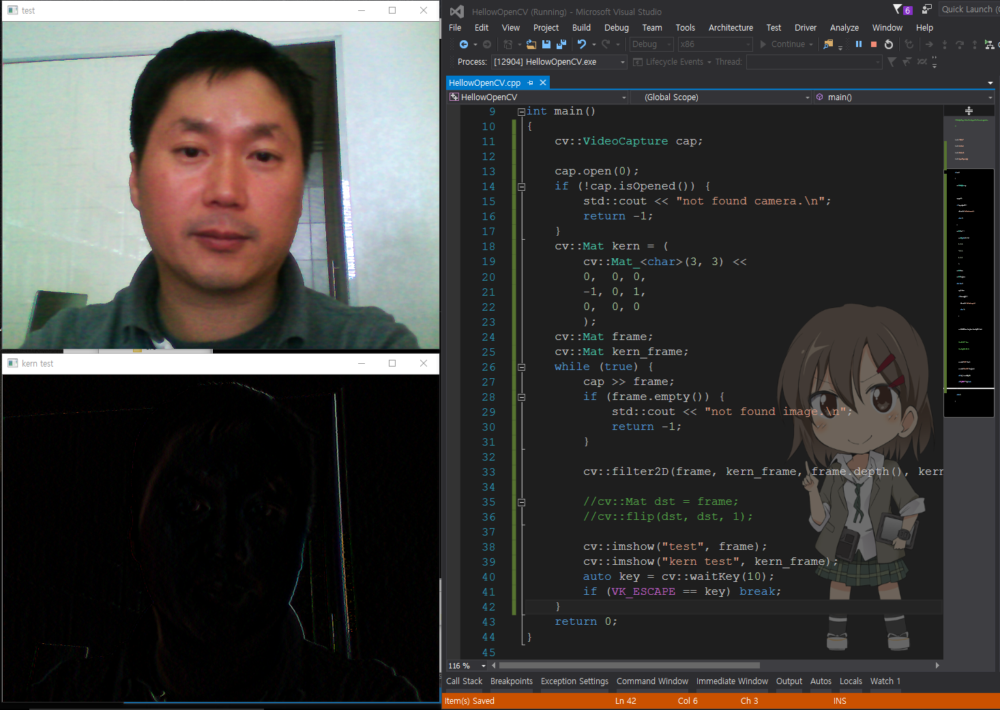 test
kern test
HellowOpenCV (Running) - Microsoft Visual Studio
6
Quick Launch (
File Edit View Project Build Debug Team Tools Architecture Test Driver Analyze Window Help
Debug x86 Continue
Process: [12904] HellowOpenCV.exe Lifecycle Events Thread:
HellowOpenCV.cpp
HellowOpenCV (Global Scope) main()
9 int main()
10 {
11 cv::VideoCapture cap;
12
13 cap.open(0);
14 if (!cap.isOpened()) {
15 std::cout << "not found camera.\n";
16 return -1;
17 }
18 cv::Mat kern = (
19 cv::Mat_<char>(3, 3) <<
20 0, 0, 0,
21 -1, 0, 1,
22 0, 0, 0
23 );
24 cv::Mat frame;
25 cv::Mat kern_frame;
26 while (true) {
27 cap >> frame;
28 if (frame.empty()) {
29 std::cout << "not found image.\n";
30 return -1;
31 }
32
33 cv::filter2D(frame, kern_frame, frame.depth(), kern
34
35 //cv::Mat dst = frame;
36 //cv::flip(dst, dst, 1);
37
38 cv::imshow("test", frame);
39 cv::imshow("kern test", kern_frame);
40 auto key = cv::waitKey(10);
41 if (VK_ESCAPE == key) break;
42 }
43 return 0;
44 }
45
116 %
Call Stack Breakpoints Exception Settings Command Window Immediate Window Output Autos Locals Watch 1
Item(s) Saved Ln 42 Col 6 Ch 3 INS